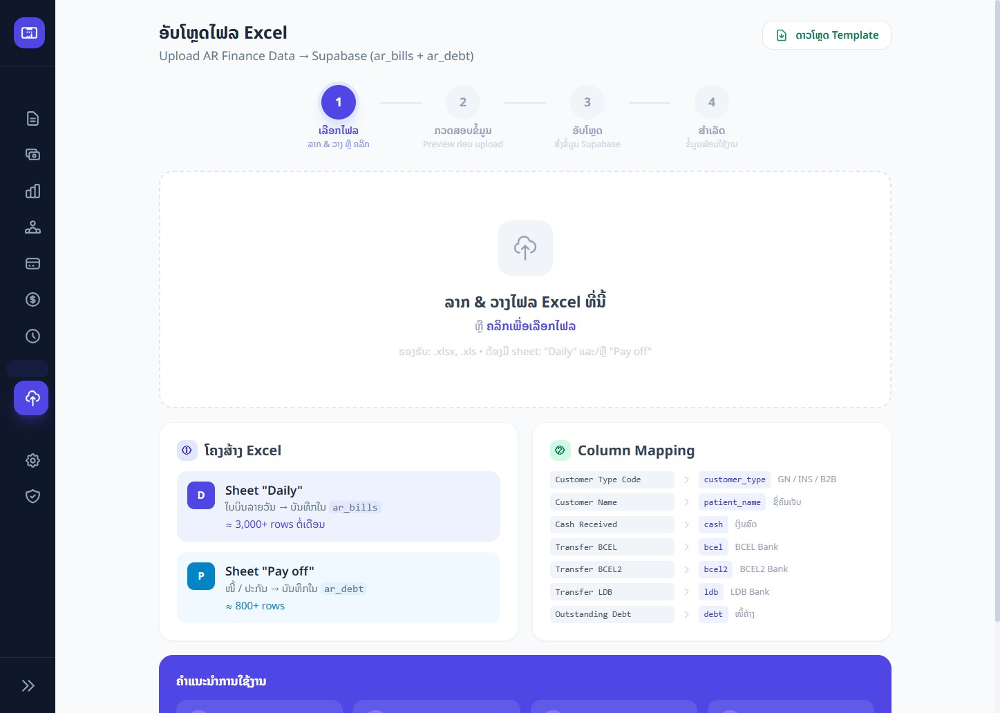 ອັບໂຫຼດໄຟລ Excel
Upload AR Finance Data → Supabase (ar_bills + ar_debt)
ດາວໂຫຼດ Template
1
ເລືອກໄຟລ
ລາກ & ວາງ ຫຼື ຄລິກ
2
ກວດສອບຂໍ້ມູນ
Preview ກ່ອນ upload
3
ອັບໂຫຼດ
ສົ່ງຂໍ້ມູນ Supabase
4
ສຳເລັດ
ຂໍ້ມູນພ້ອມໃຊ້ງານ
ລາກ & ວາງໄຟລ Excel ທີ່ນີ້
ຫຼື ຄລິກເພື່ອເລືອກໄຟລ
ຮອງຮັບ: .xlsx, .xls • ຕ້ອງມີ sheet: "Daily" ແລະ/ຫຼື "Pay off"
① ໂຄງສ້າງ Excel
D
Sheet "Daily"
ໃບບິນລາຍວັນ → ບັນທຶກໃນ ar_bills
≈ 3,000+ rows ຕໍ່ເດືອນ
P
Sheet "Pay off"
ໜີ້ / ປະກັນ → ບັນທຶກໃນ ar_debt
≈ 800+ rows
② Column Mapping
Customer Type Code customer_type GN / INS / B2B
Customer Name patient_name ຊື່ຄົນເຈັບ
Cash Received cash ເງິນສົດ
Transfer BCEL bcel BCEL Bank
Transfer BCEL2 bcel2 BCEL2 Bank
Transfer LDB ldb LDB Bank
Outstanding Debt debt ໜີ້ຄ້າງ
ຄຳແນະນຳການໃຊ້ງານ